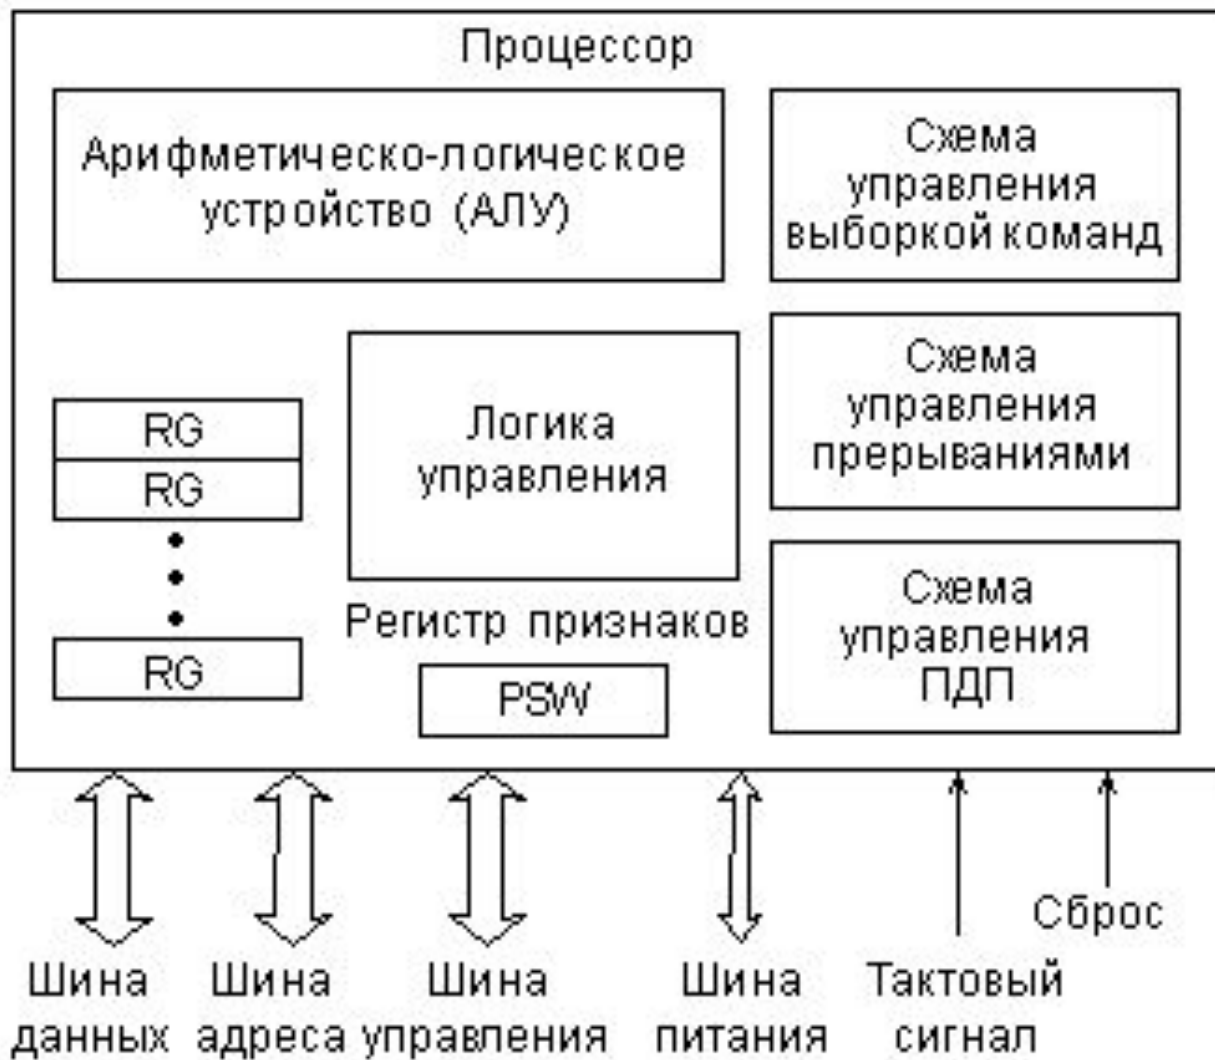 Процессор
Арифметическо-логическое
устройство (АЛУ)
Схема
управления
выборкой команд
Схема
управления
прерываниями
Логика
управления
RG
RG
RG
Регистр признаков
PSW
Схема
управления
ПДП
Сброс
Шина
данных
Шина
адреса
Шина
управления
Шина
питания
Тактовый
сигнал